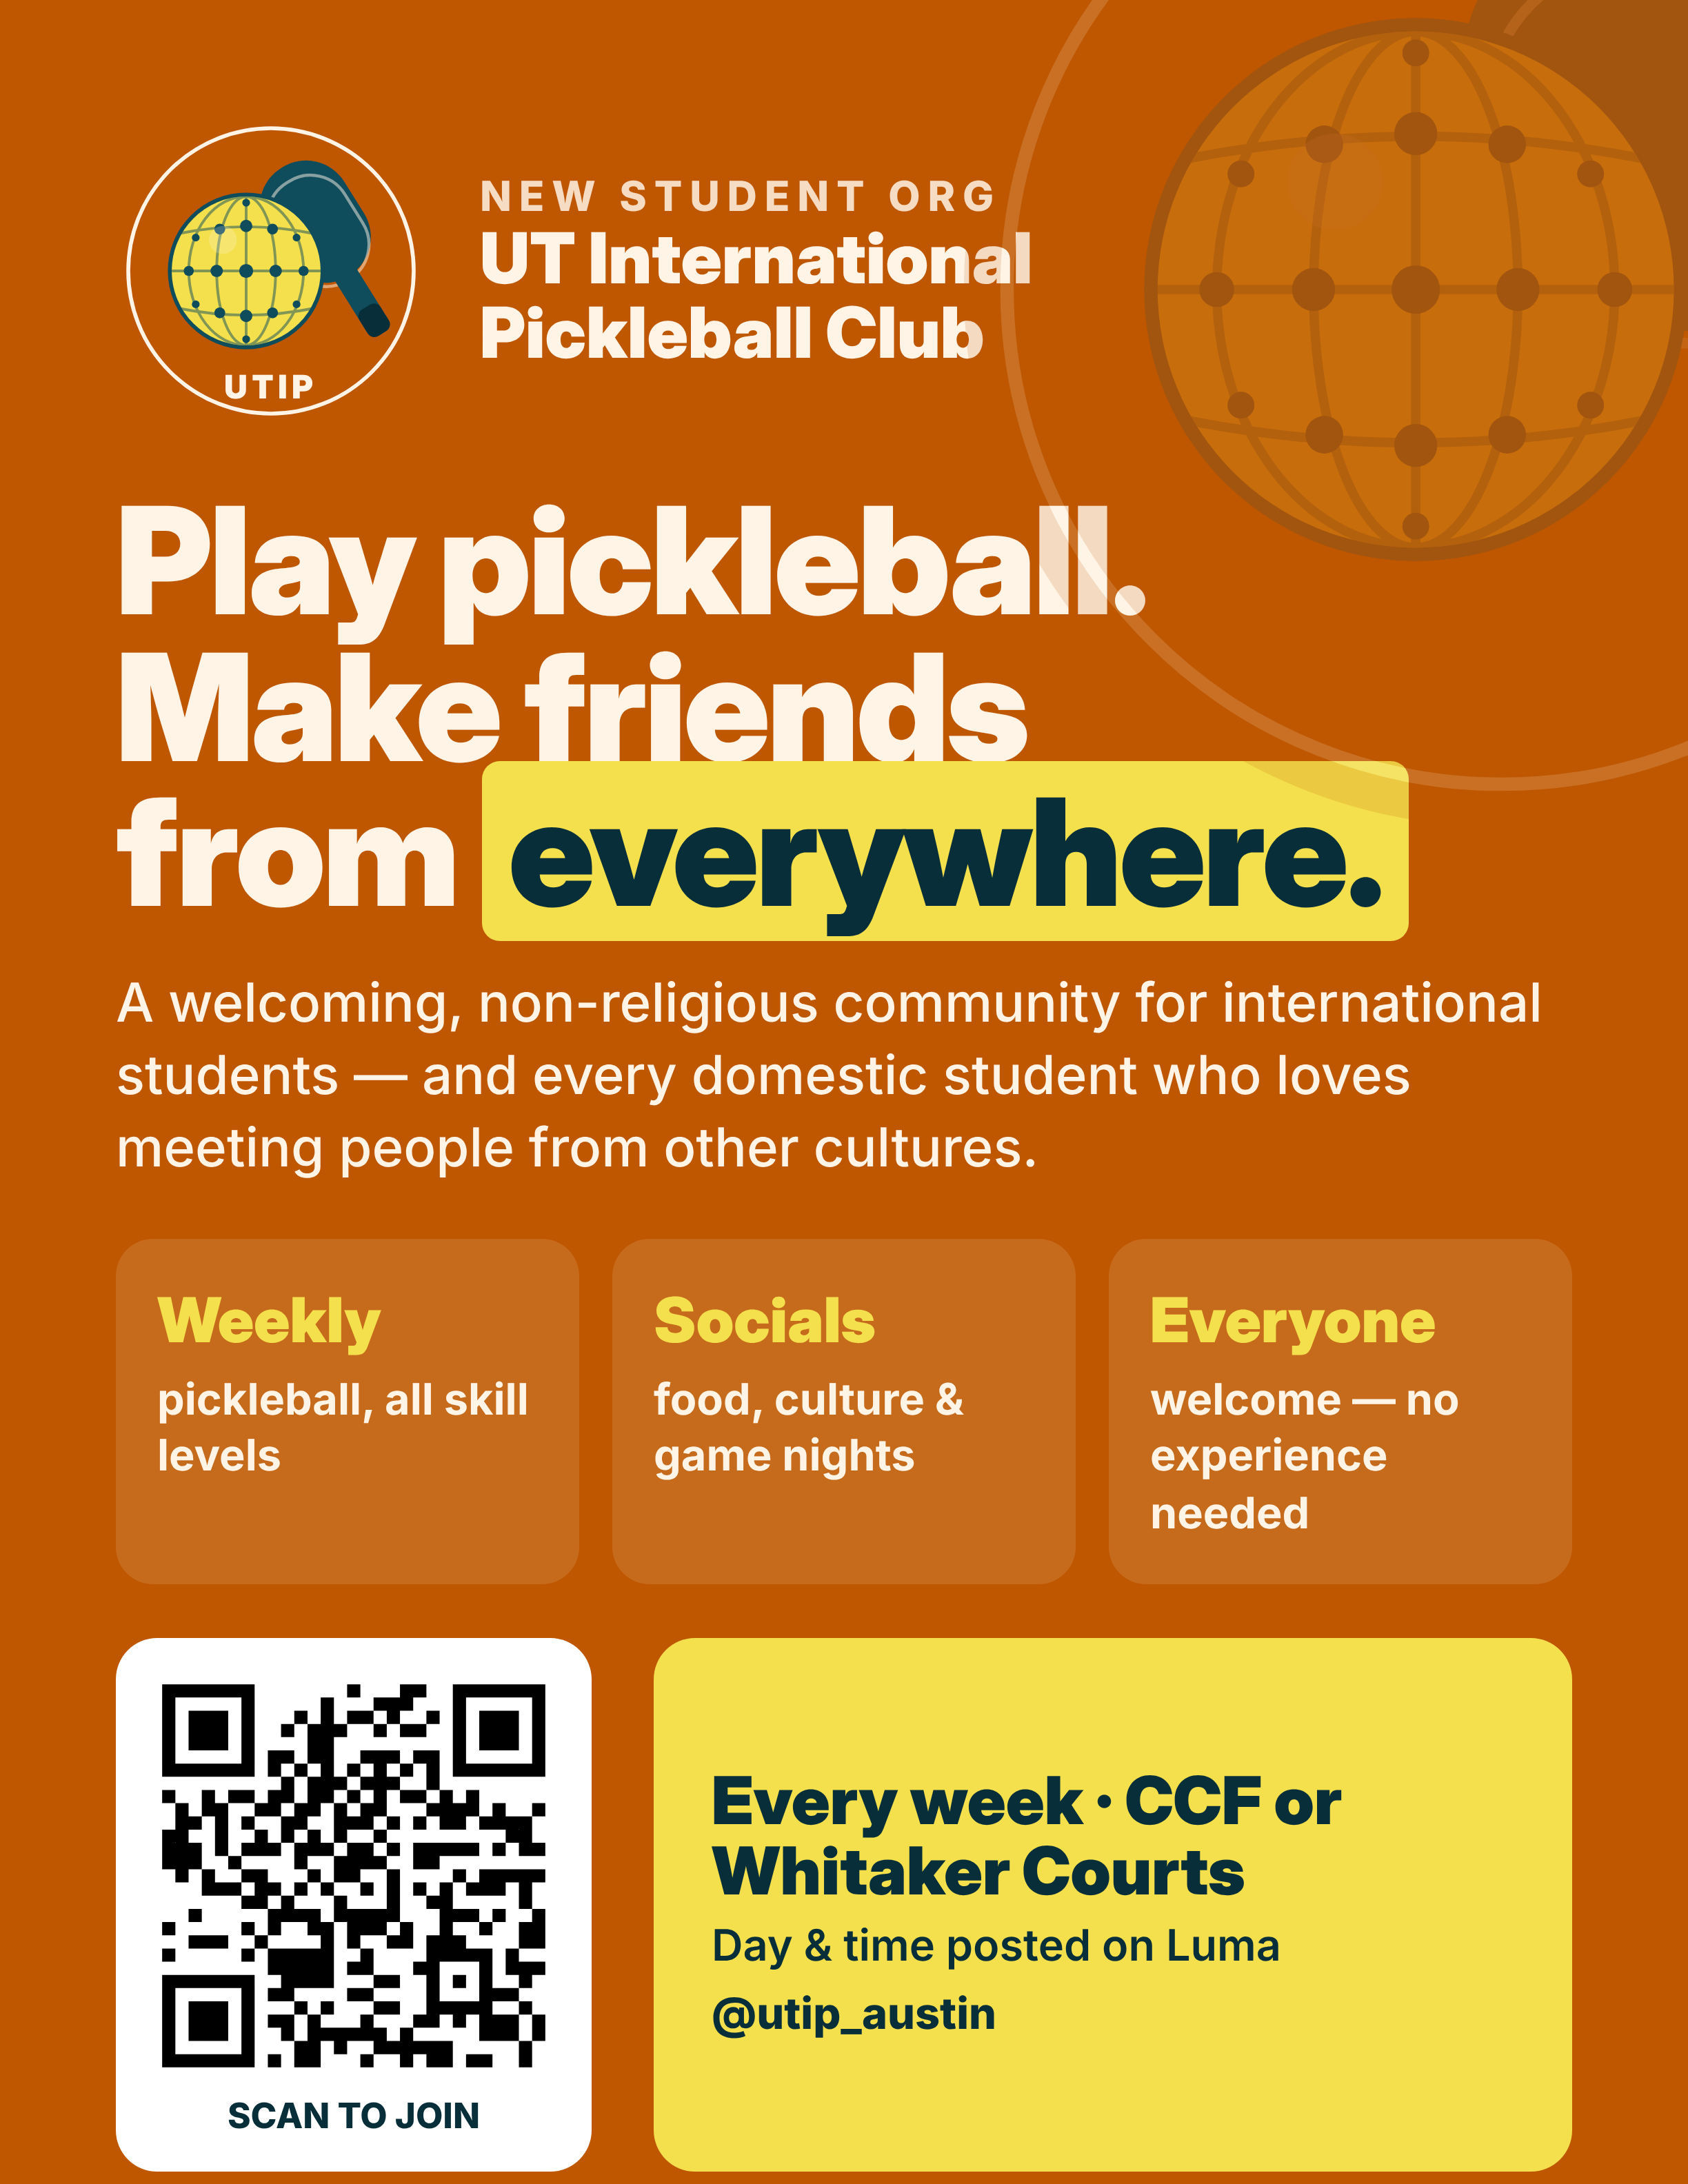 UTIP
NEW STUDENT ORG
UT International
Pickleball Club
Play pickleball.
Make friends
from everywhere.
A welcoming, non-religious community for international
students — and every domestic student who loves
meeting people from other cultures.
Weekly
pickleball, all skill
levels
Socials
food, culture &
game nights
Everyone
welcome — no
experience
needed
SCAN TO JOIN
Every week · CCF or
Whitaker Courts
Day & time posted on Luma
@utip_austin